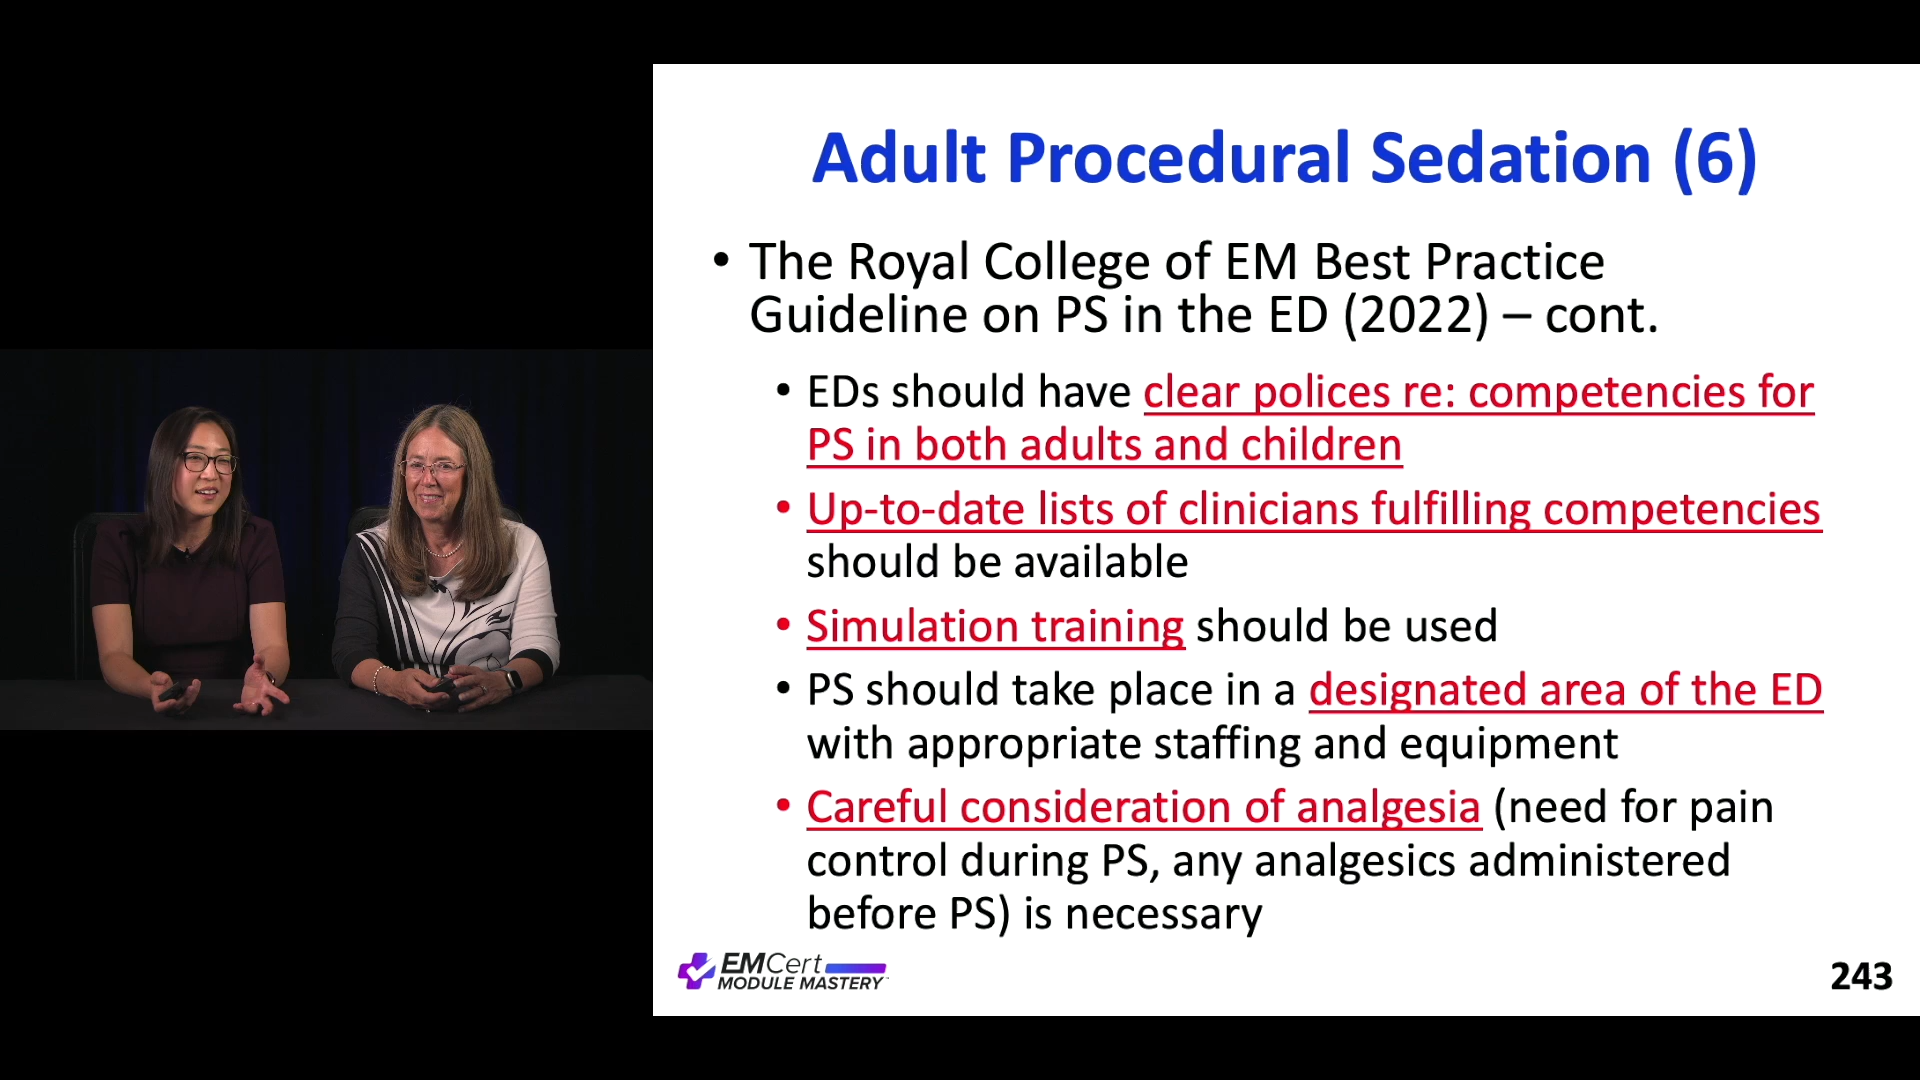 Adult Procedural Sedation (6)
• The Royal College of EM Best Practice
Guideline on PS in the ED (2022) – cont.
• EDs should have clear polices re: competencies for
PS in both adults and children
• Up-to-date lists of clinicians fulfilling competencies
should be available
• Simulation training should be used
• PS should take place in a designated area of the ED
with appropriate staffing and equipment
• Careful consideration of analgesia (need for pain
control during PS, any analgesics administered
before PS) is necessary
EMCert
MODULE MASTERY
243